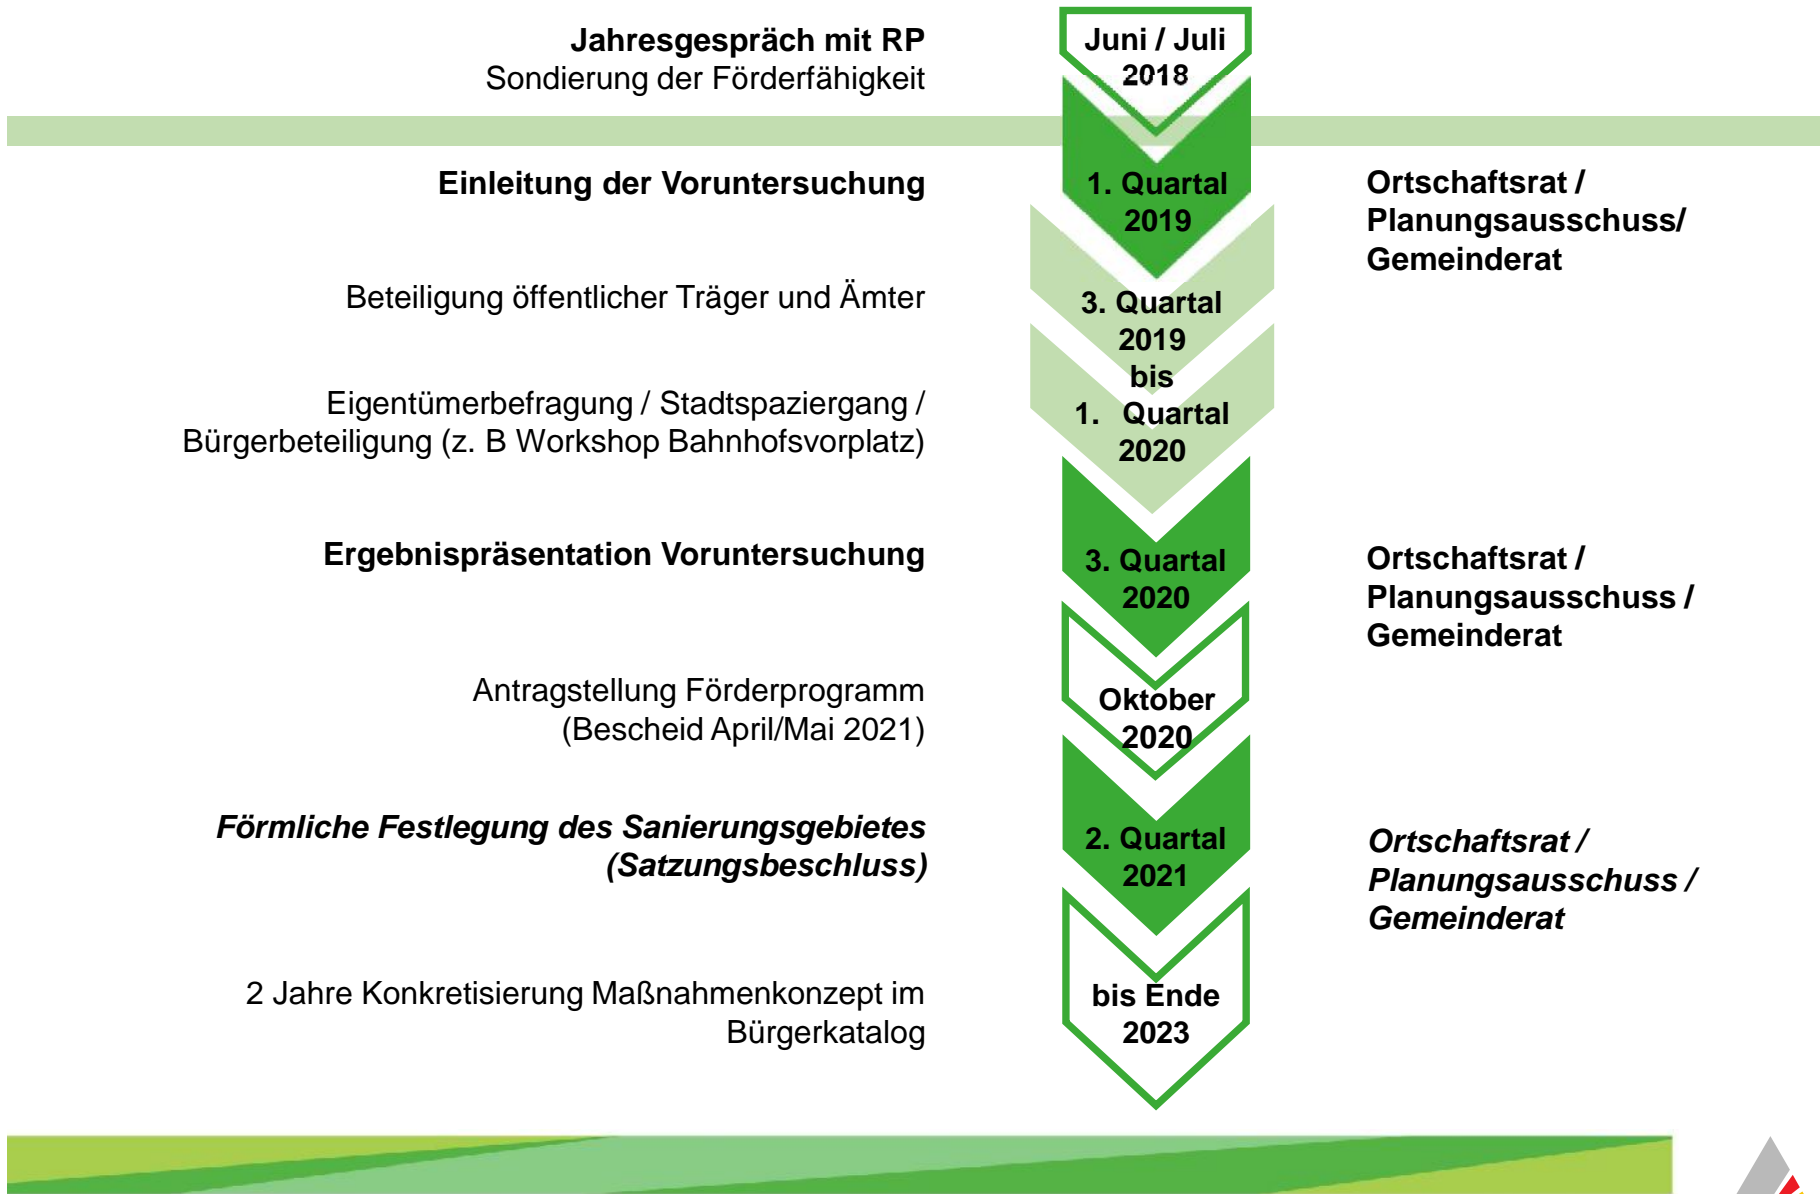 Jahresgespräch mit RP
Sondierung der Förderfähigkeit
Juni / Juli
2018
Einleitung der Voruntersuchung
1. Quartal
2019
Ortschaftsrat /
Planungsausschuss/
Gemeinderat
Beteiligung öffentlicher Träger und Ämter
3. Quartal
2019
bis
1. Quartal
2020
Eigentümerbefragung / Stadtspaziergang /
Bürgerbeteiligung (z. B Workshop Bahnhofsvorplatz)
Ergebnispräsentation Voruntersuchung
3. Quartal
2020
Ortschaftsrat /
Planungsausschuss /
Gemeinderat
Antragstellung Förderprogramm
(Bescheid April/Mai 2021)
Oktober
2020
Förmliche Festlegung des Sanierungsgebietes
(Satzungsbeschluss)
2. Quartal
2021
Ortschaftsrat /
Planungsausschuss /
Gemeinderat
2 Jahre Konkretisierung Maßnahmenkonzept im
Bürgerkatalog
bis Ende
2023